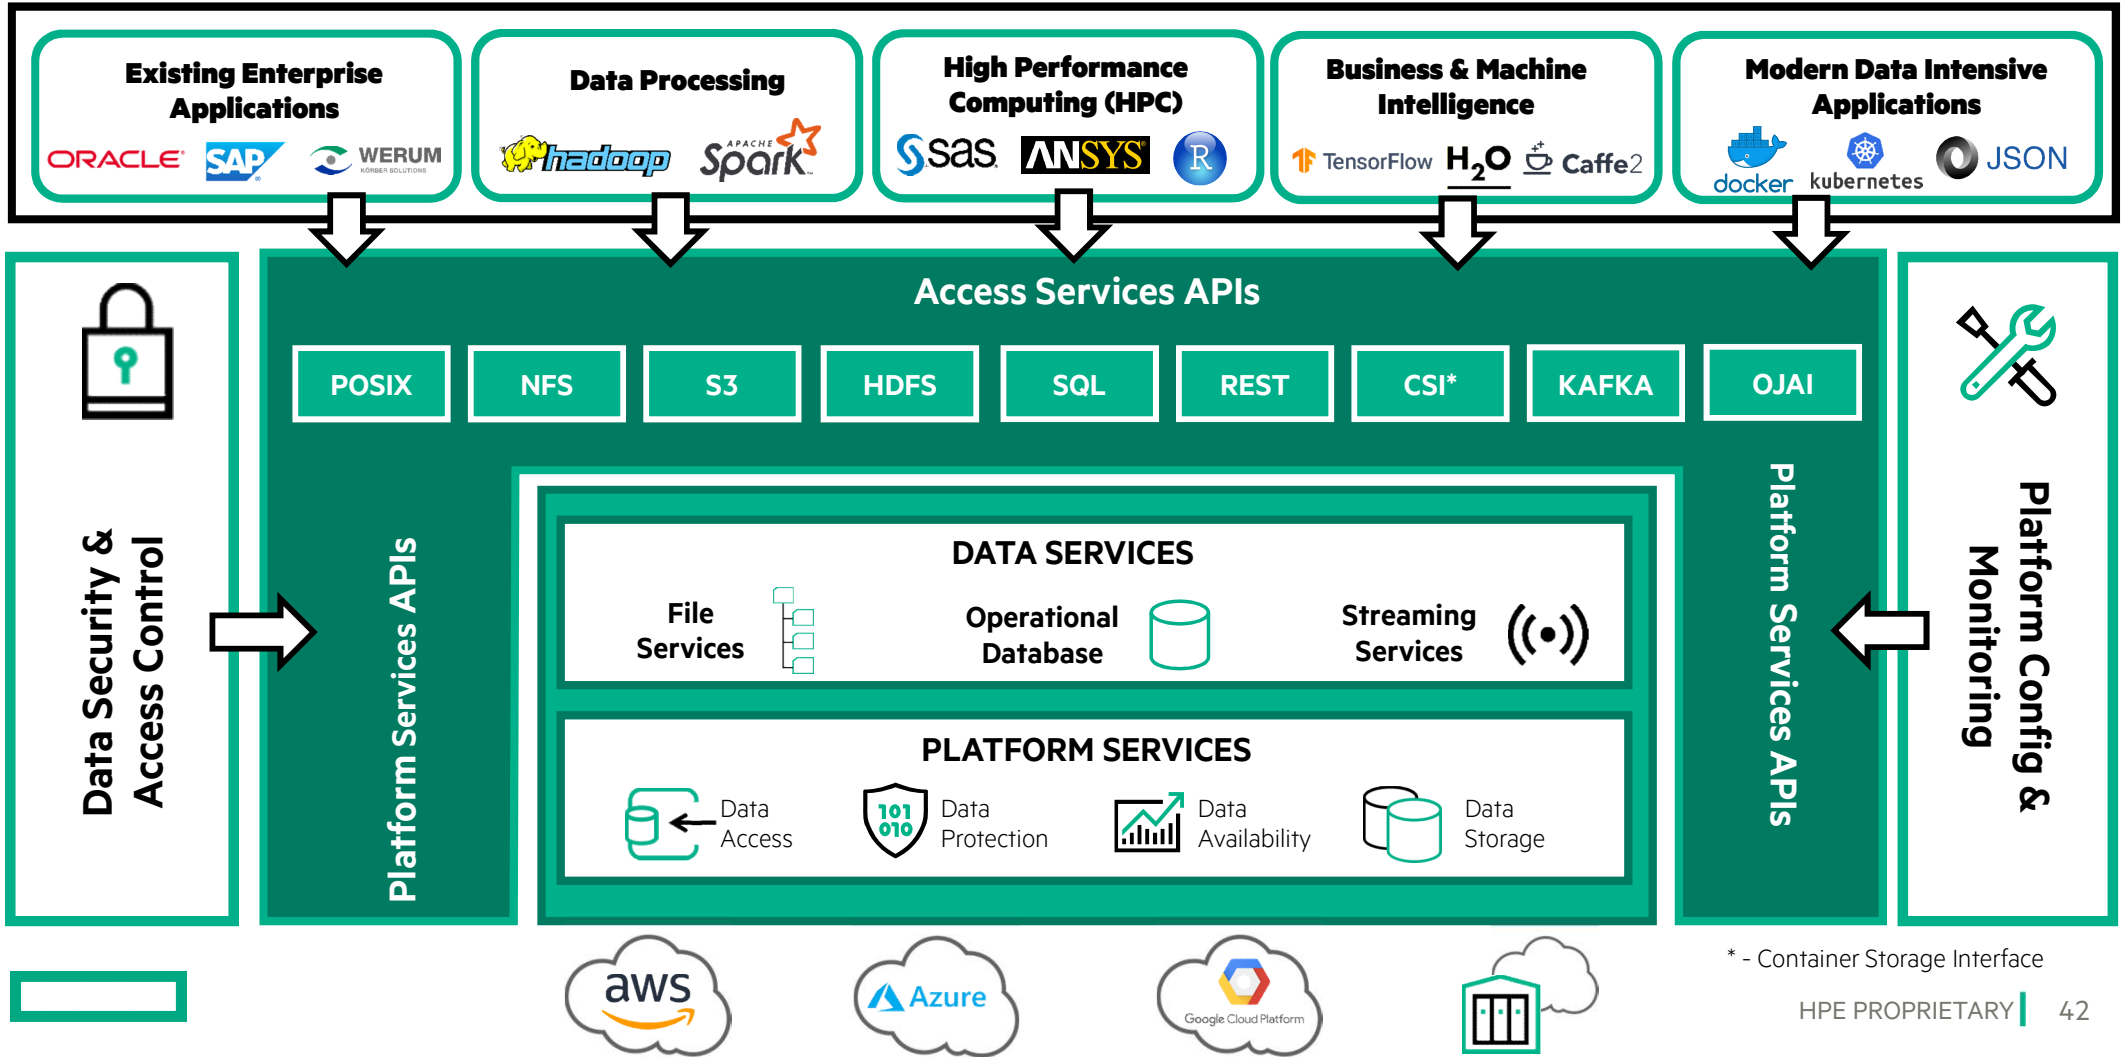 Existing Enterprise
Applications
ORACLE
SAP
WERUM
KÖRBER SOLUTIONS
Data Processing
hadoop
APACHE
Spark
High Performance
Computing (HPC)
sas
ANSYS
R
Business & Machine
Intelligence
TensorFlow
H2O
Caffe2
Modern Data Intensive
Applications
docker
kubernetes
JSON
Access Services APIs
POSIX
NFS
S3
HDFS
SQL
REST
CSI*
KAFKA
OJAI
Data Security &
Access Control
Platform Services APIs
DATA SERVICES
File
Services
Operational
Database
Streaming
Services
PLATFORM SERVICES
Data
Access
101
010
Data
Protection
Data
Availability
Data
Storage
Platform Services APIs
Platform Config &
Monitoring
aws
Azure
Google Cloud Platform
* - Container Storage Interface
HPE PROPRIETARY
42